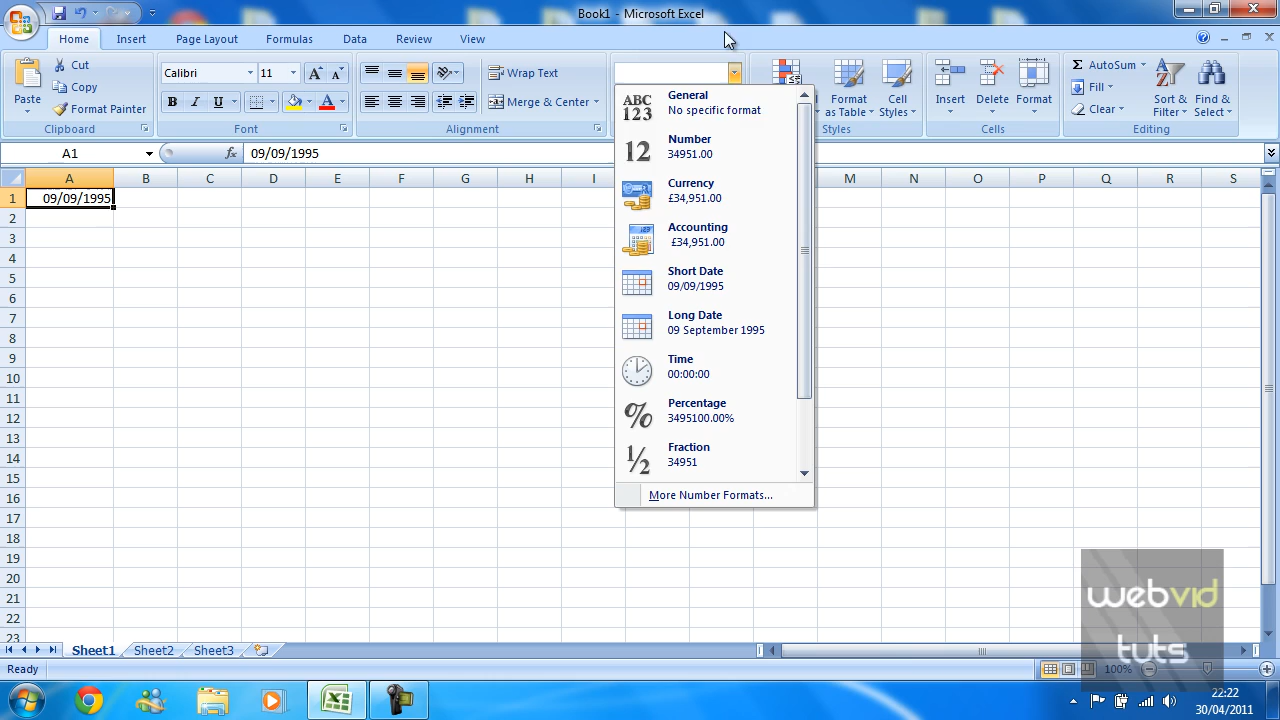 Book1 - Microsoft Excel
Home Insert Page Layout Formulas Data Review View
Paste
Cut
Copy
Format Painter
Clipboard
Calibri 11
B I U
Font
Wrap Text
Merge & Center
Alignment
Format as Table
Cell Styles
Styles
Insert Delete Format
Cells
AutoSum
Fill
Clear
Sort & Filter
Find & Select
Editing
A1 fx 09/09/1995
A B C D E F G H I M N O P Q R S
1 09/09/1995
2
3
4
5
6
7
8
9
10
11
12
13
14
15
16
17
18
19
20
21
22
23
ABC 123
General
No specific format
12
Number
34951.00
Currency
£34,951.00
Accounting
£34,951.00
Short Date
09/09/1995
Long Date
09 September 1995
Time
00:00:00
%
Percentage
3495100.00%
1/2
Fraction
34951
More Number Formats...
webvid
tuts
Sheet1 Sheet2 Sheet3
Ready 100%
22:22
30/04/2011